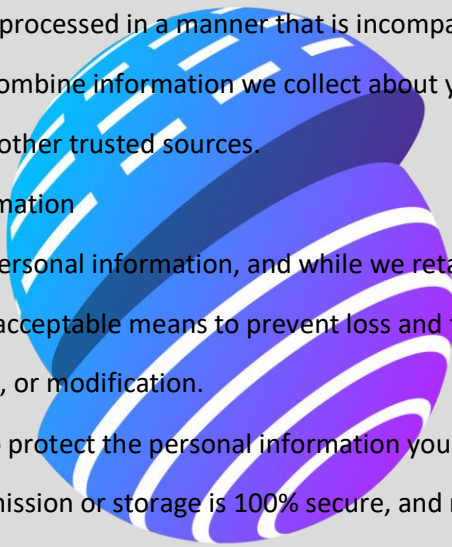 processed in a manner that is incompa
ombine information we collect about y
other trusted sources.
mation
ersonal information, and while we reta
acceptable means to prevent loss and
, or modification.
protect the personal information you
mission or storage is 100% secure, and